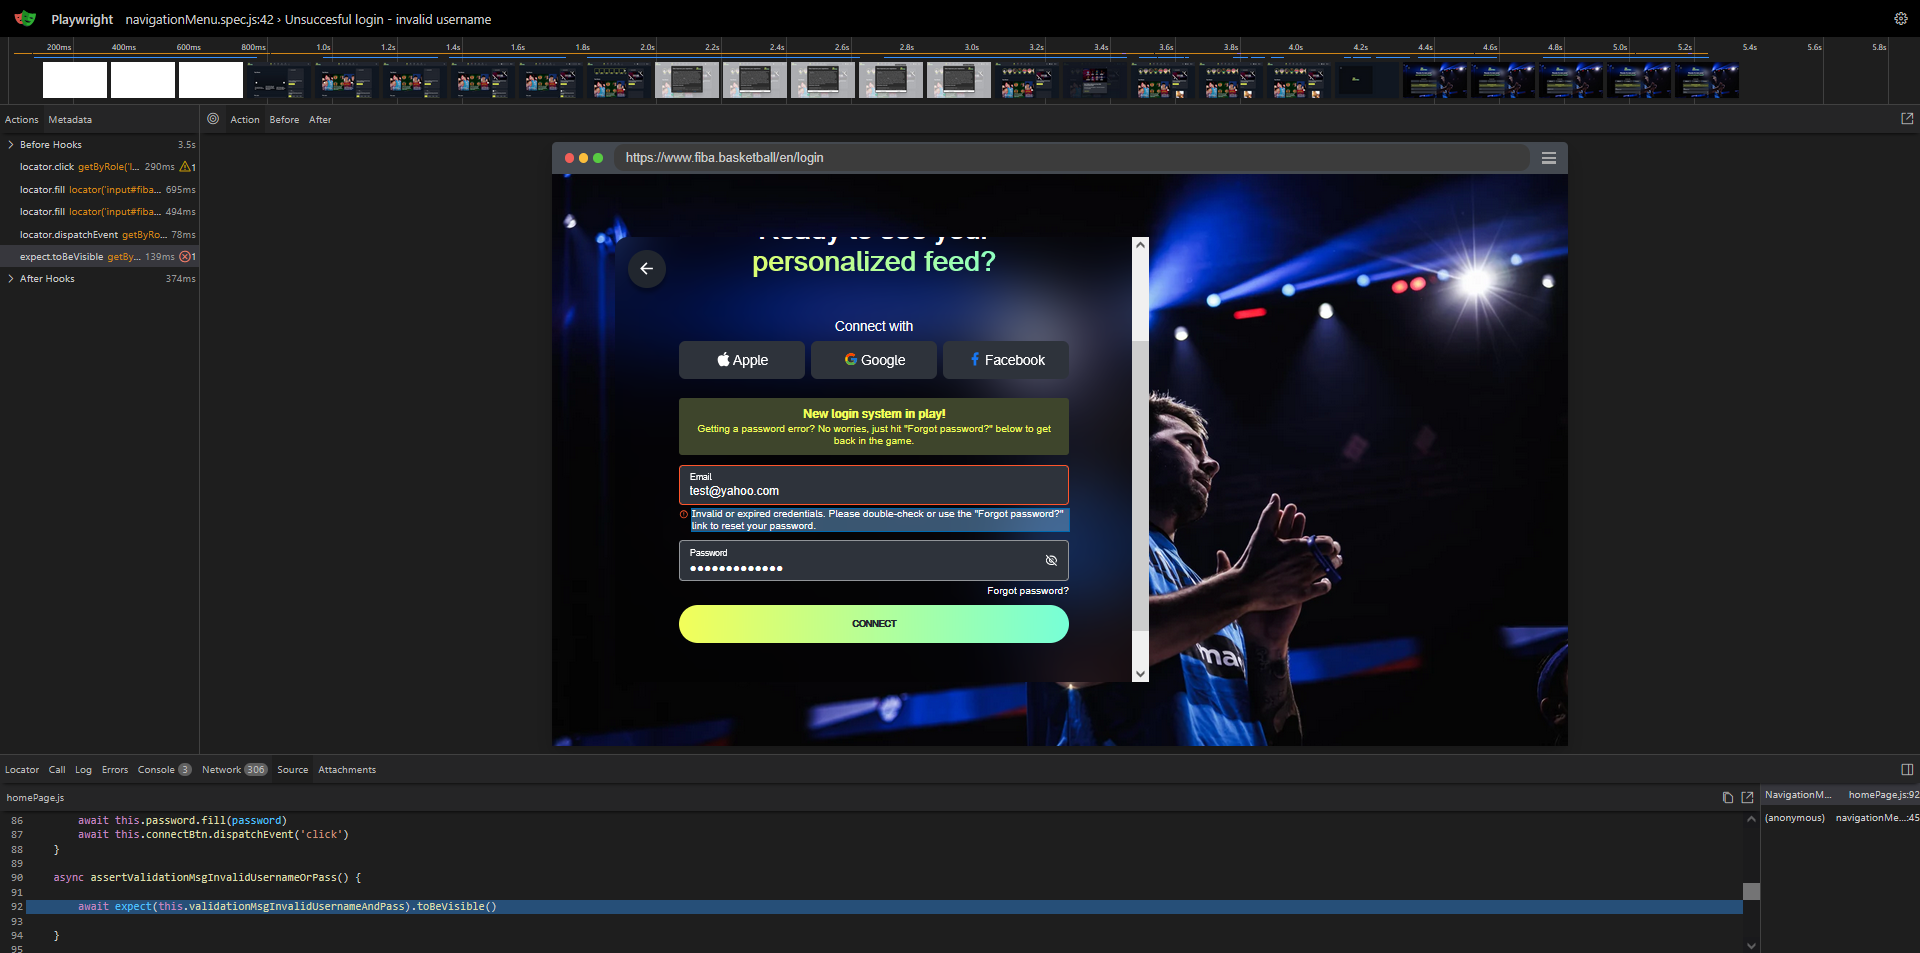 Playwright navigationMenu.spec.js:42 › Unsuccesful login - invalid username
200ms 400ms 600ms 800ms 1.0s 1.2s 1.4s 1.6s 1.8s 2.0s 2.2s 2.4s 2.6s 2.8s 3.0s 3.2s 3.4s 3.6s 3.8s 4.0s 4.2s 4.4s 4.6s 4.8s 5.0s 5.2s 5.4s 5.6s 5.8s
Actions Metadata
Action Before After
Before Hooks 3.5s
locator.click getByRole('l... 290ms 1
locator.fill locator('input#fiba... 695ms
locator.fill locator('input#fiba... 494ms
locator.dispatchEvent getByRo... 78ms
expect.toBeVisible getBy... 139ms 1
After Hooks 374ms
https://www.fiba.basketball/en/login
Ready to see your
personalized feed?
Connect with
Apple Google Facebook
New login system in play!
Getting a password error? No worries, just hit "Forgot password?" below to get
back in the game.
Email
test@yahoo.com
Invalid or expired credentials. Please double-check or use the "Forgot password?"
link to reset your password.
Password
•••••••••••••
Forgot password?
CONNECT
ma
Locator Call Log Errors Console 3 Network 306 Source Attachments
homePage.js
NavigationM... homePage.js:92
(anonymous) navigationMe...:45
86 await this.password.fill(password)
87 await this.connectBtn.dispatchEvent('click')
88 }
89
90 async assertValidationMsgInvalidUsernameOrPass() {
91
92 await expect(this.validationMsgInvalidUsernameAndPass).toBeVisible()
93
94 }
95